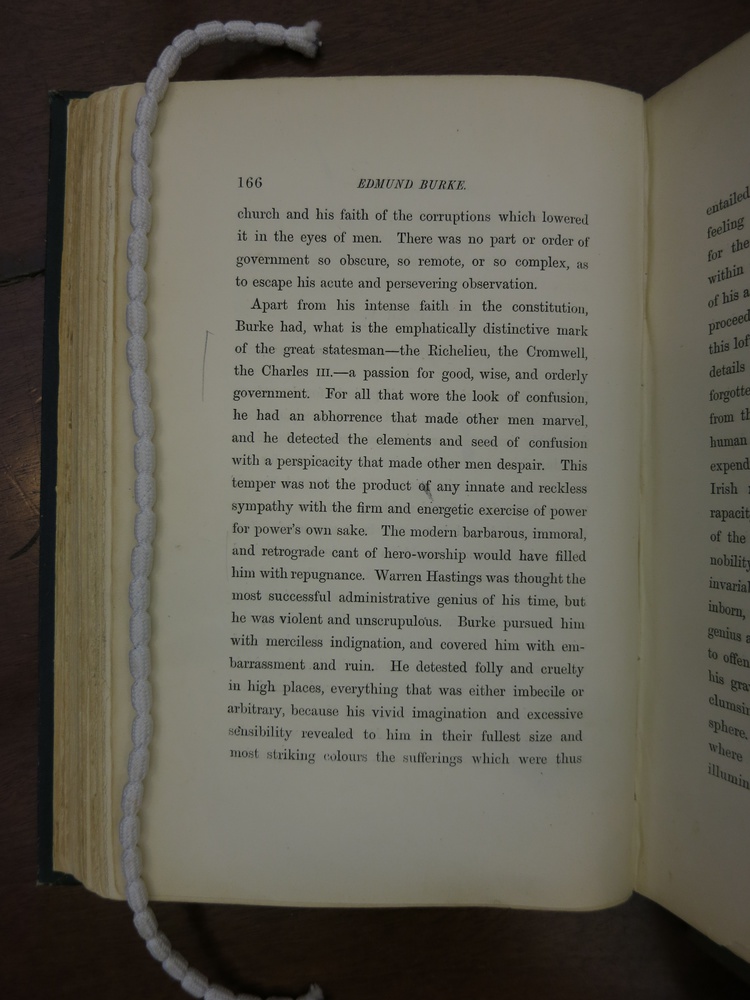 166 EDMUND BURKE.
church and his faith of the corruptions which lowered
it in the eyes of men. There was no part or order of
government so obscure, so remote, or so complex, as
to escape his acute and persevering observation.
Apart from his intense faith in the constitution,
Burke had, what is the emphatically distinctive mark
of the great statesman—the Richelieu, the Cromwell,
the Charles III.—a passion for good, wise, and orderly
government. For all that wore the look of confusion,
he had an abhorrence that made other men marvel,
and he detected the elements and seed of confusion
with a perspicacity that made other men despair. This
temper was not the product of any innate and reckless
sympathy with the firm and energetic exercise of power
for power's own sake. The modern barbarous, immoral,
and retrograde cant of hero-worship would have filled
him with repugnance. Warren Hastings was thought the
most successful administrative genius of his time, but
he was violent and unscrupulous. Burke pursued him
with merciless indignation, and covered him with em-
barrassment and ruin. He detested folly and cruelty
in high places, everything that was either imbecile or
arbitrary, because his vivid imagination and excessive
sensibility revealed to him in their fullest size and
most striking colours the sufferings which were thus
entailed
feeling
for the
within
of his a
proceed
this lof
details
forgotte
from th
human
expend
Irish
rapacit
of the
nobility
invarial
inborn,
genius a
to offen
his gra
clumsin
sphere.
where
illumin